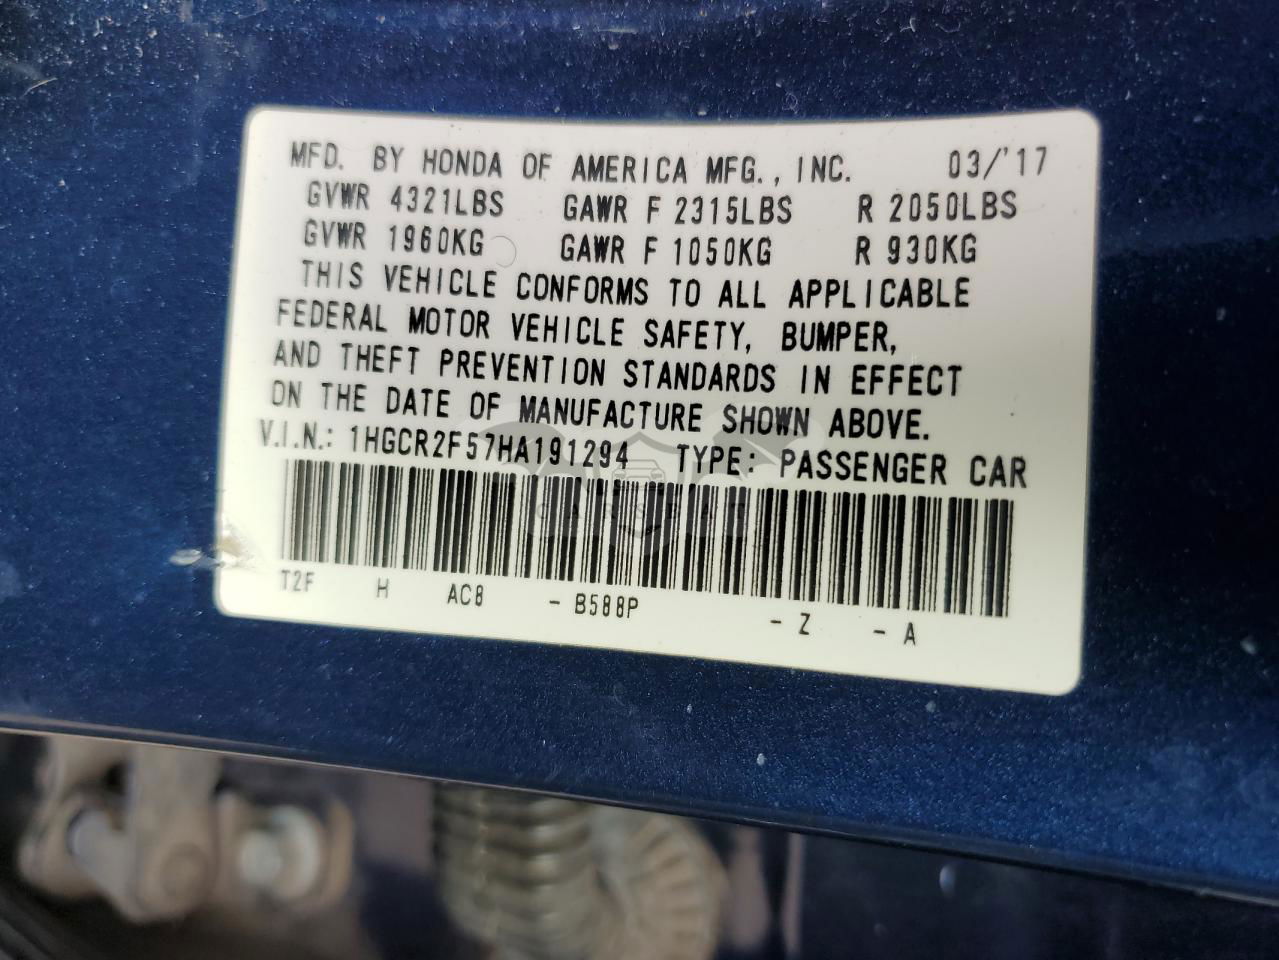 MFD. BY HONDA OF AMERICA MFG., INC. 03/'17
GVWR 4321LBS GAWR F 2315LBS R 2050LBS
GVWR 1960KG GAWR F 1050KG R 930KG
THIS VEHICLE CONFORMS TO ALL APPLICABLE
FEDERAL MOTOR VEHICLE SAFETY, BUMPER,
AND THEFT PREVENTION STANDARDS IN EFFECT
ON THE DATE OF MANUFACTURE SHOWN ABOVE.
V.I.N.: 1HGCR2F57HA191294 TYPE: PASSENGER CAR
T2F H AC8 - B588P - Z - A